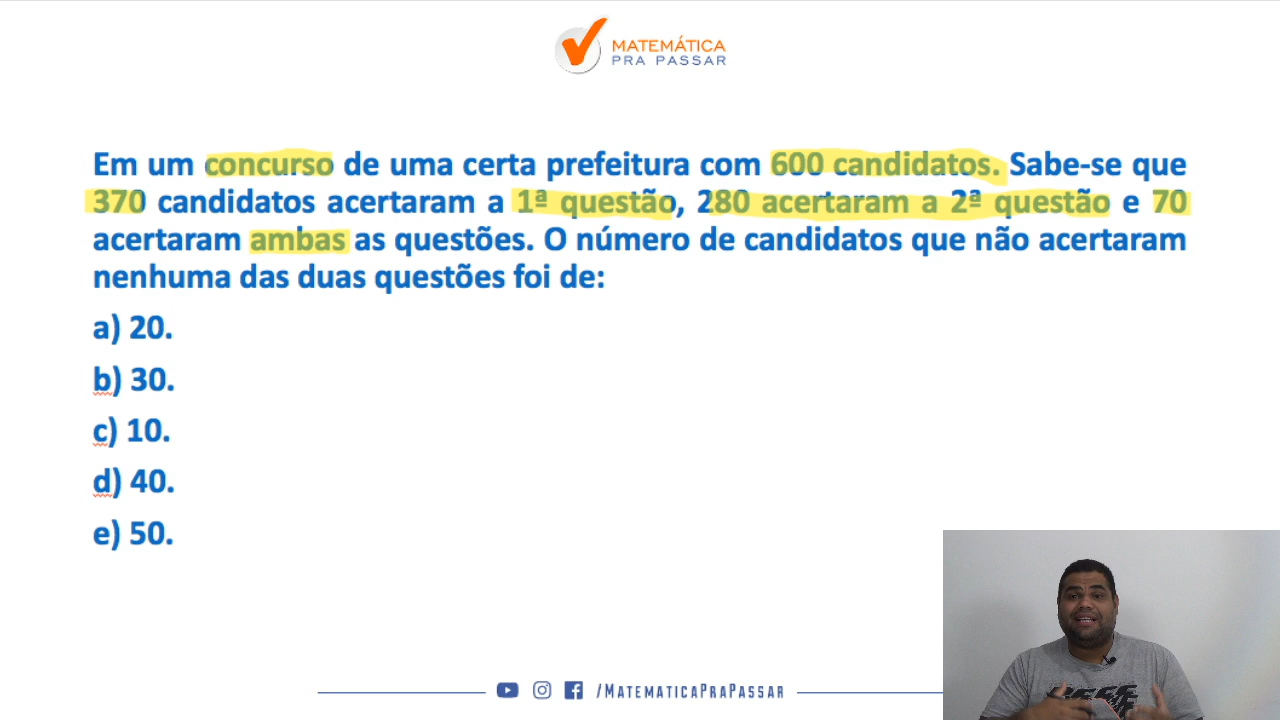 MATEMÁTICA
PRA PASSAR
Em um concurso de uma certa prefeitura com 600 candidatos. Sabe-se que
370 candidatos acertaram a 1ª questão, 280 acertaram a 2ª questão e 70
acertaram ambas as questões. O número de candidatos que não acertaram
nenhuma das duas questões foi de:
a) 20.
b) 30.
c) 10.
d) 40.
e) 50.
/MATEMATICAPRAPASSAR